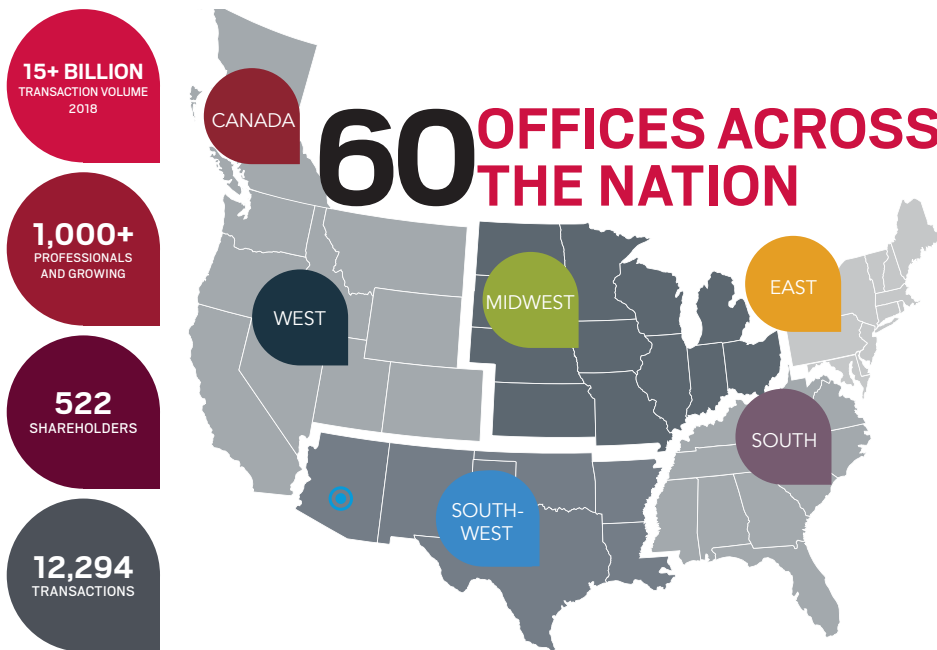 15+ BILLION
TRANSACTION VOLUME
2018
1,000+
PROFESSIONALS
AND GROWING
522
SHAREHOLDERS
12,294
TRANSACTIONS
60 OFFICES ACROSS
THE NATION
CANADA
WEST
MIDWEST
EAST
SOUTH
SOUTH-
WEST